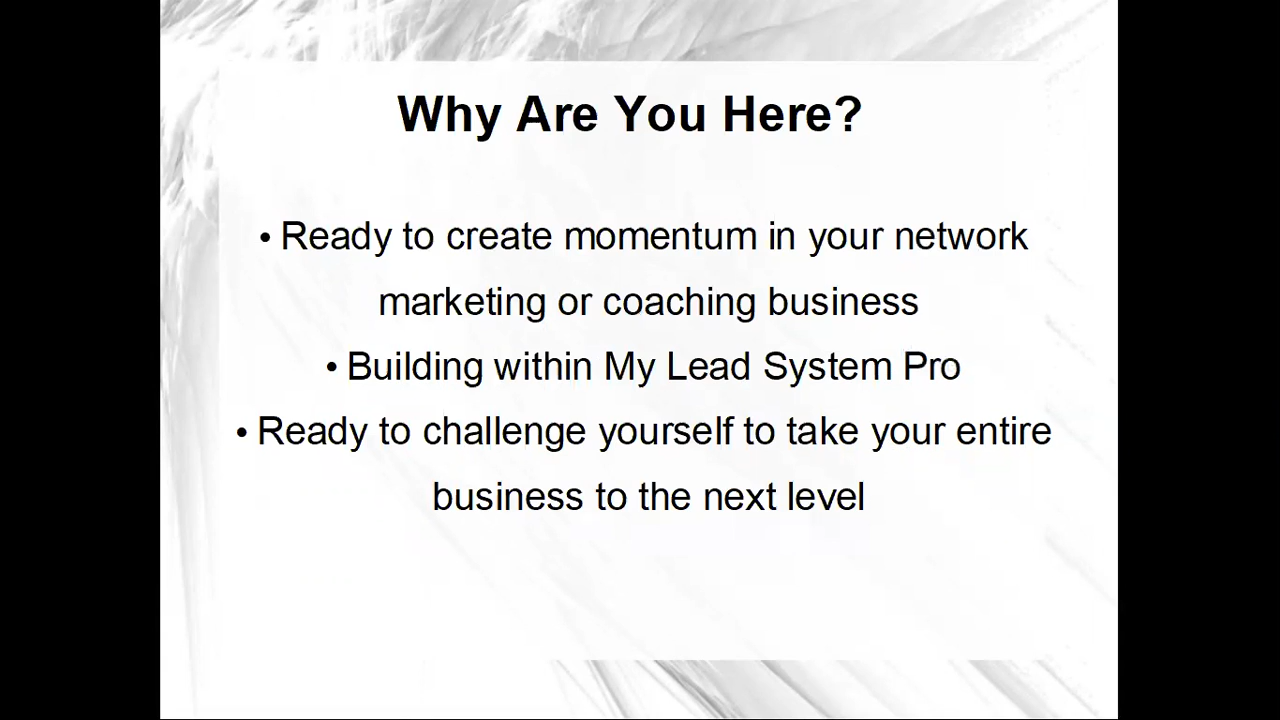 Why Are You Here?
• Ready to create momentum in your network
marketing or coaching business
• Building within My Lead System Pro
• Ready to challenge yourself to take your entire
business to the next level